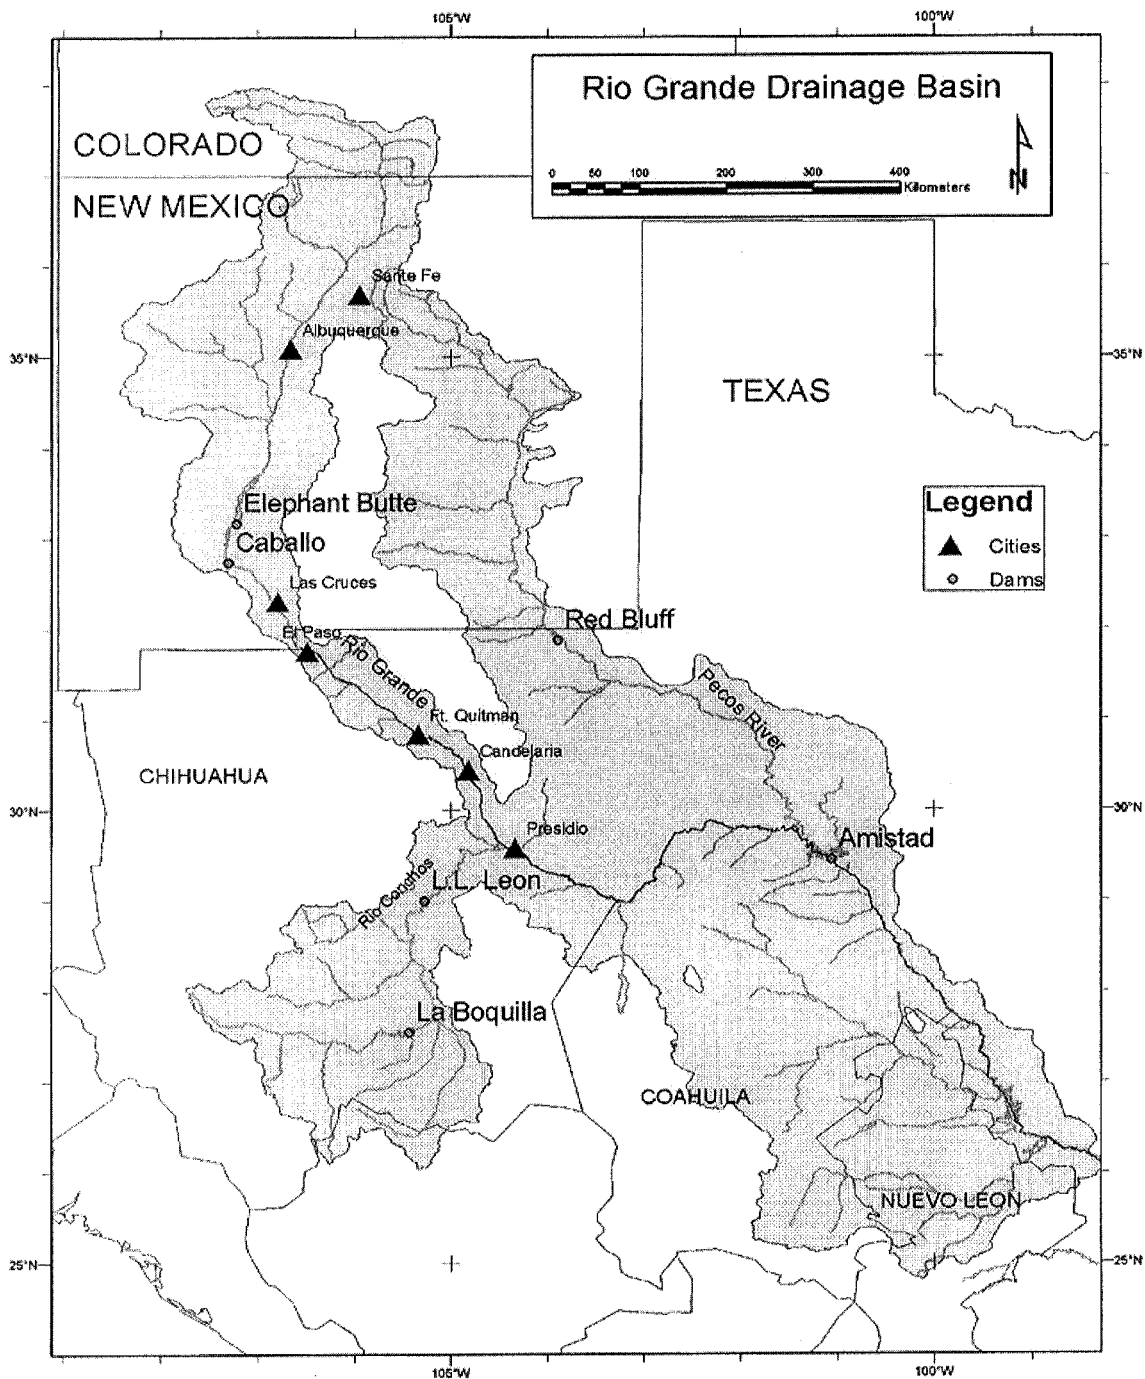 105°W
100°W
Rio Grande Drainage Basin
0 50 100 200 300 400
Kilometers
N
COLORADO
NEW MEXICO
Sante Fe
Albuquerque
35°N
35°N
TEXAS
Elephant Butte
Caballo
Legend
Cities
Dams
Las Cruces
El Paso
Red Bluff
Rio Grande
Pecos River
Ft. Quitman
Candelaria
CHIHUAHUA
30°N
30°N
Presidio
Amistad
L.L. Leon
Rio Conchos
La Boquilla
COAHUILA
NUEVO LEON
25°N
25°N
105°W
100°W